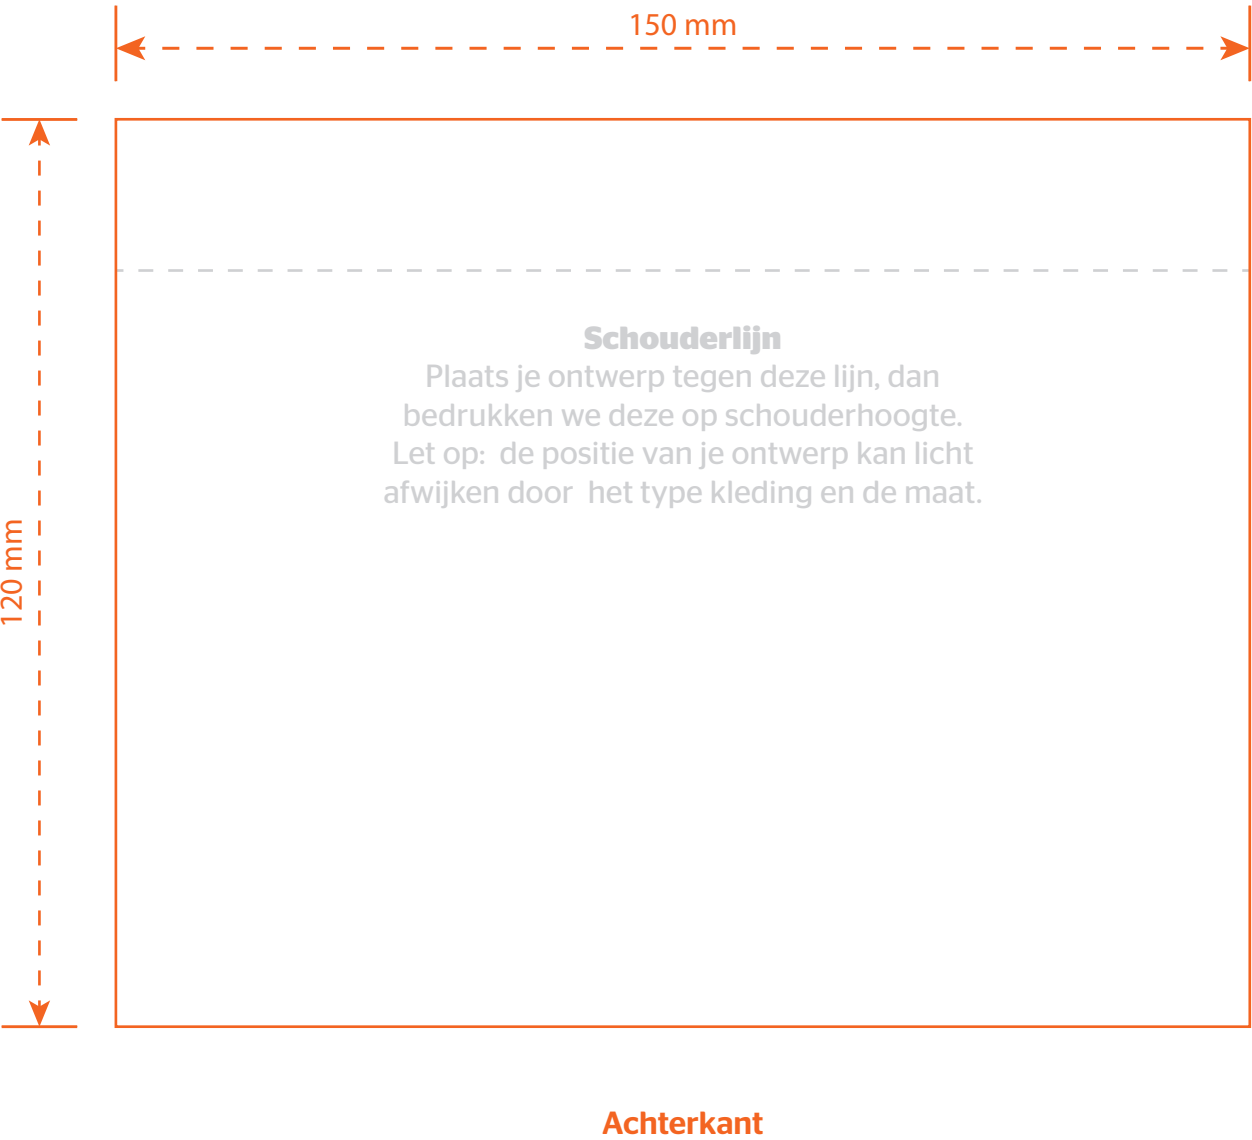 150 mm
120 mm
Schouderlijn
Plaats je ontwerp tegen deze lijn, dan
bedrukken we deze op schouderhoogte.
Let op:  de positie van je ontwerp kan licht
afwijken door  het type kleding en de maat.
Achterkant